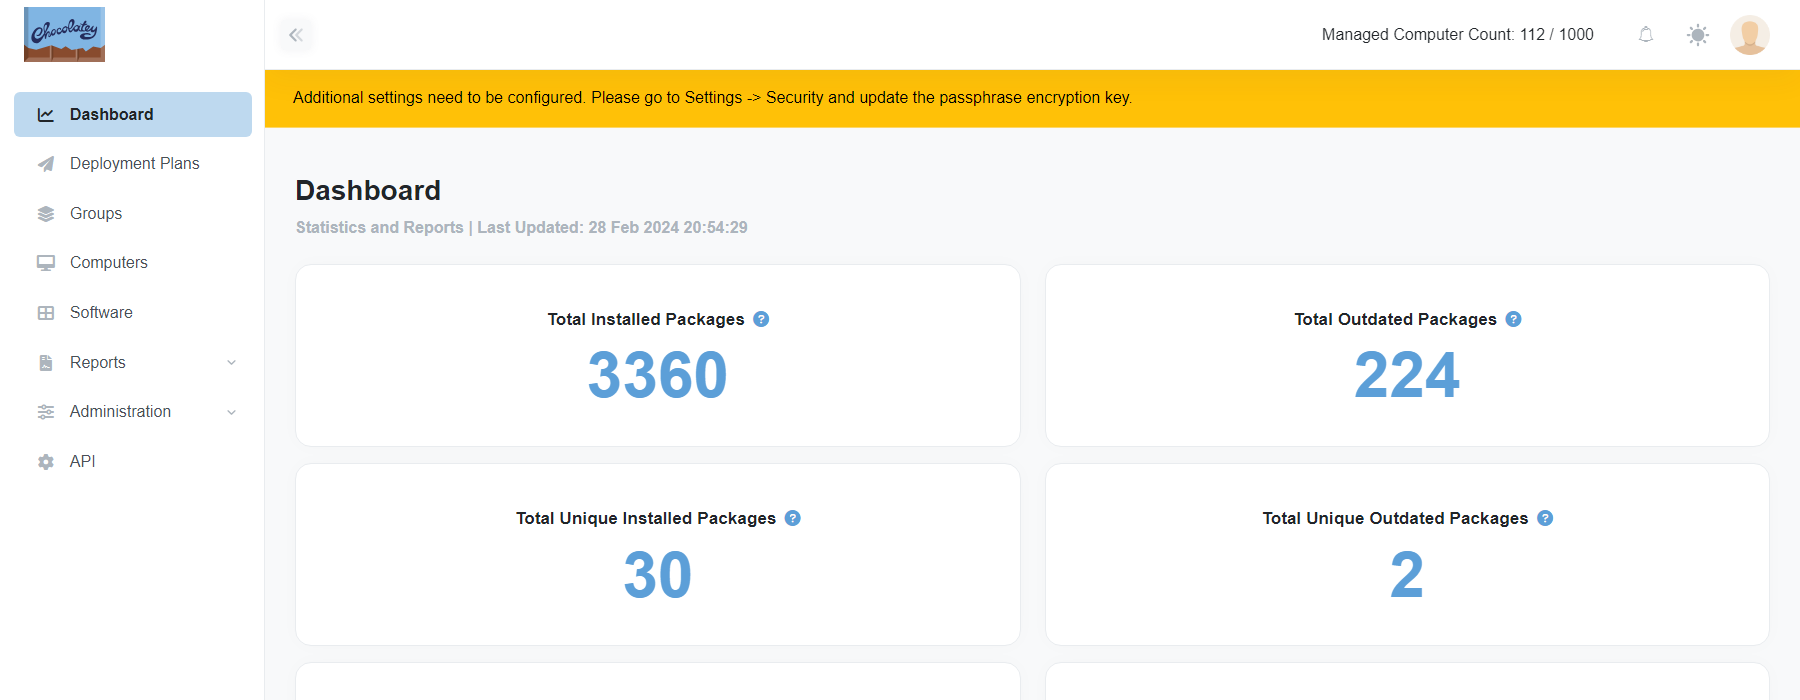 Chocolatey
Managed Computer Count: 112 / 1000
Additional settings need to be configured. Please go to Settings -> Security and update the passphrase encryption key.
Dashboard
Deployment Plans
Groups
Computers
Software
Reports
Administration
API
Dashboard
Statistics and Reports | Last Updated: 28 Feb 2024 20:54:29
Total Installed Packages ?
3360
Total Outdated Packages ?
224
Total Unique Installed Packages ?
30
Total Unique Outdated Packages ?
2